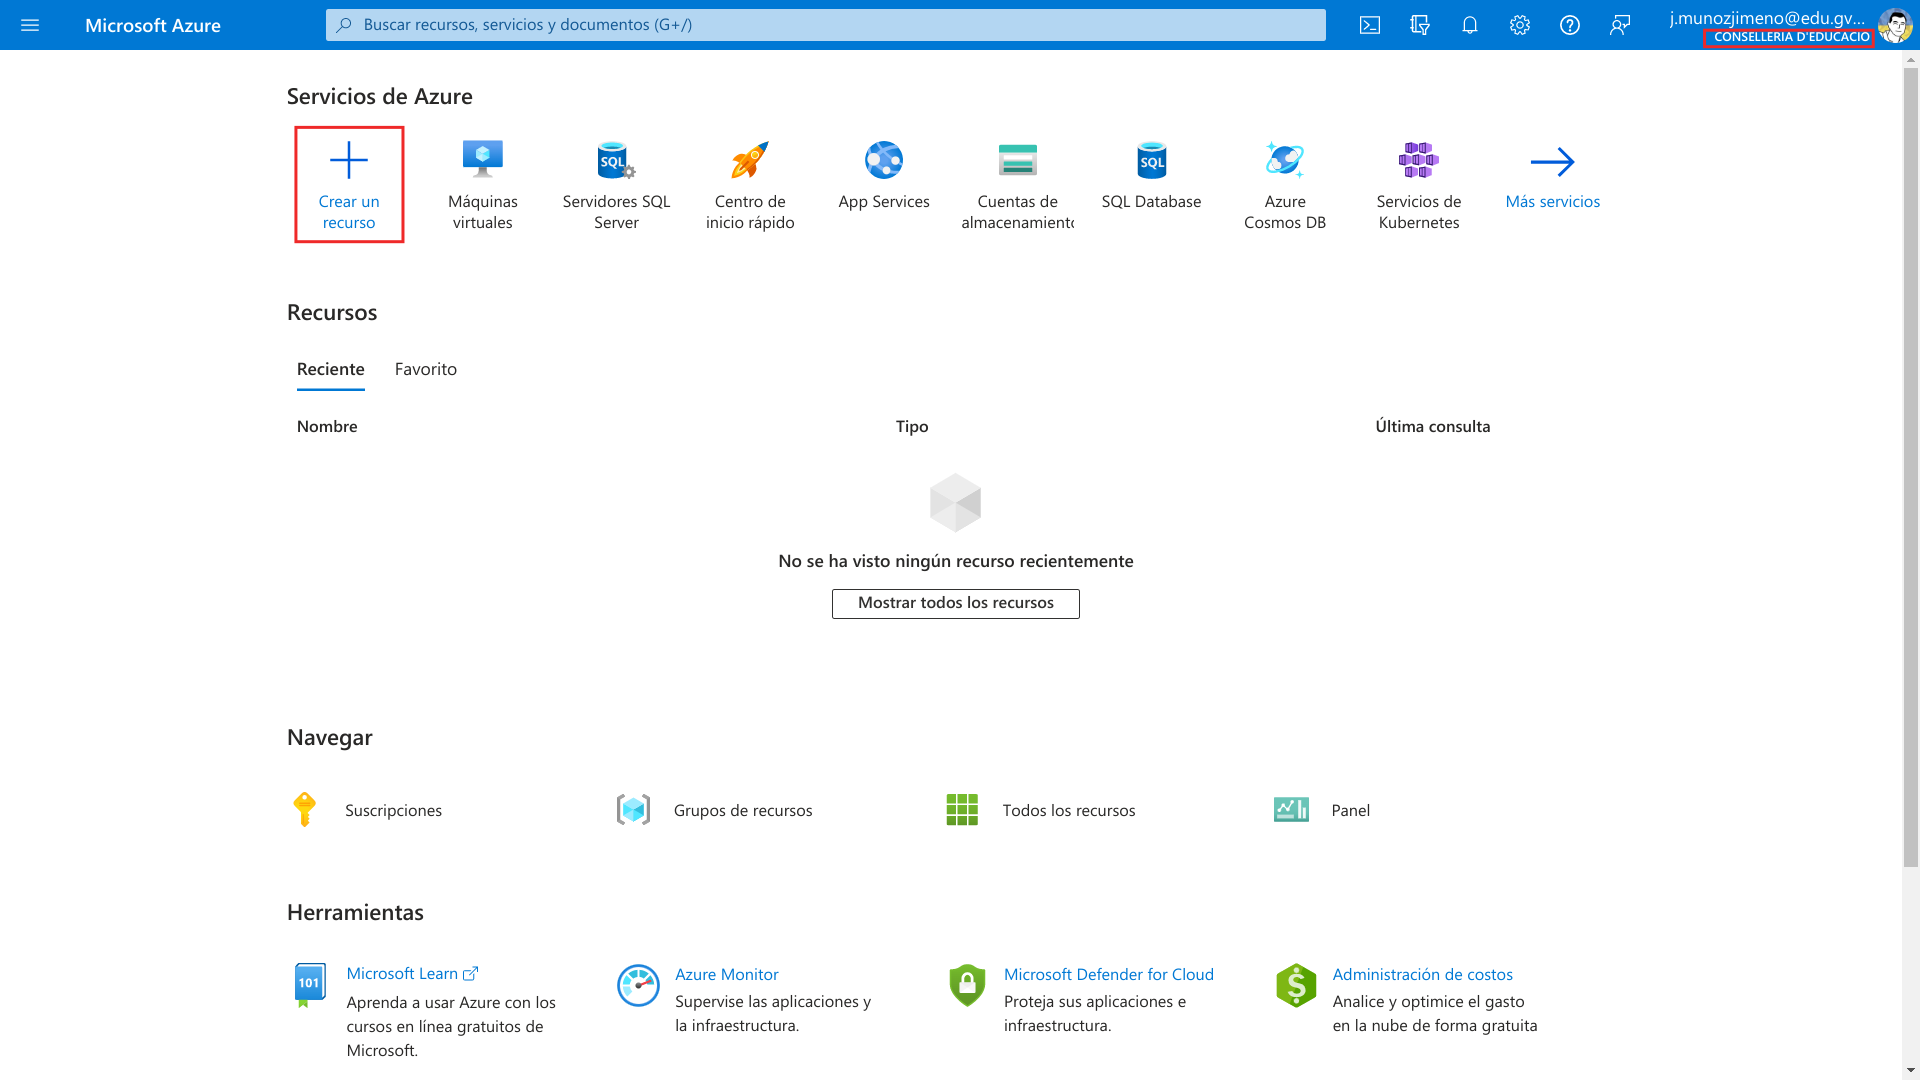 Microsoft Azure
Buscar recursos, servicios y documentos (G+/)
j.munozjimeno@edu.gv...
CONSELLERIA D'EDUCACIO
Servicios de Azure
Crear un
recurso
Máquinas
virtuales
SQL
Servidores SQL
Server
Centro de
inicio rápido
App Services
Cuentas de
almacenamiento
SQL
SQL Database
Azure
Cosmos DB
Servicios de
Kubernetes
Más servicios
Recursos
Reciente
Favorito
Nombre
Tipo
Última consulta
No se ha visto ningún recurso recientemente
Mostrar todos los recursos
Navegar
Suscripciones
Grupos de recursos
Todos los recursos
Panel
Herramientas
101
Microsoft Learn
Aprenda a usar Azure con los
cursos en línea gratuitos de
Microsoft.
Azure Monitor
Supervise las aplicaciones y
la infraestructura.
Microsoft Defender for Cloud
Proteja sus aplicaciones e
infraestructura.
$
Administración de costos
Analice y optimice el gasto
en la nube de forma gratuita